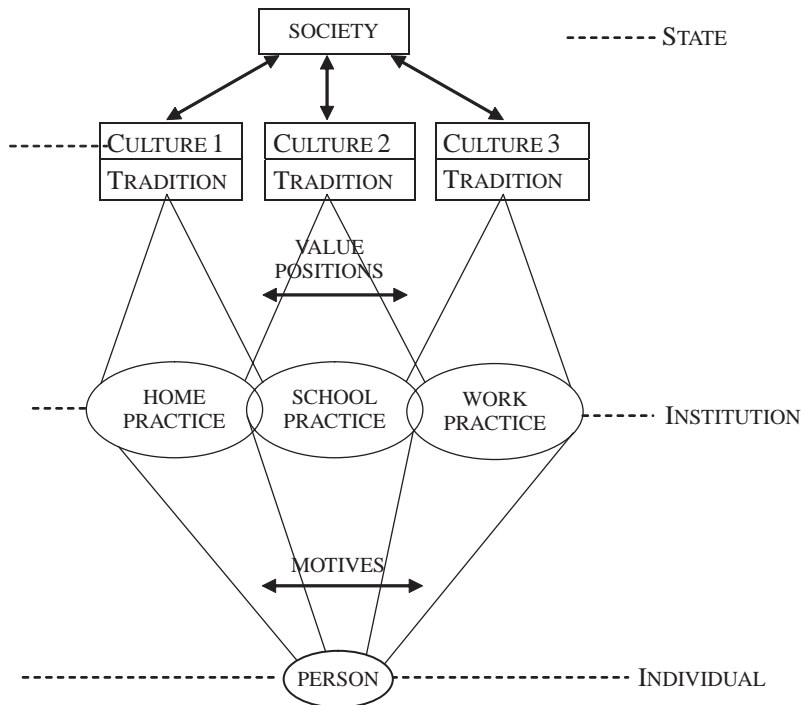 SOCIETY
STATE
CULTURE 1
CULTURE 2
CULTURE 3
TRADITION
TRADITION
TRADITION
VALUE
POSITIONS
HOME
PRACTICE
SCHOOL
PRACTICE
WORK
PRACTICE
INSTITUTION
MOTIVES
PERSON
INDIVIDUAL